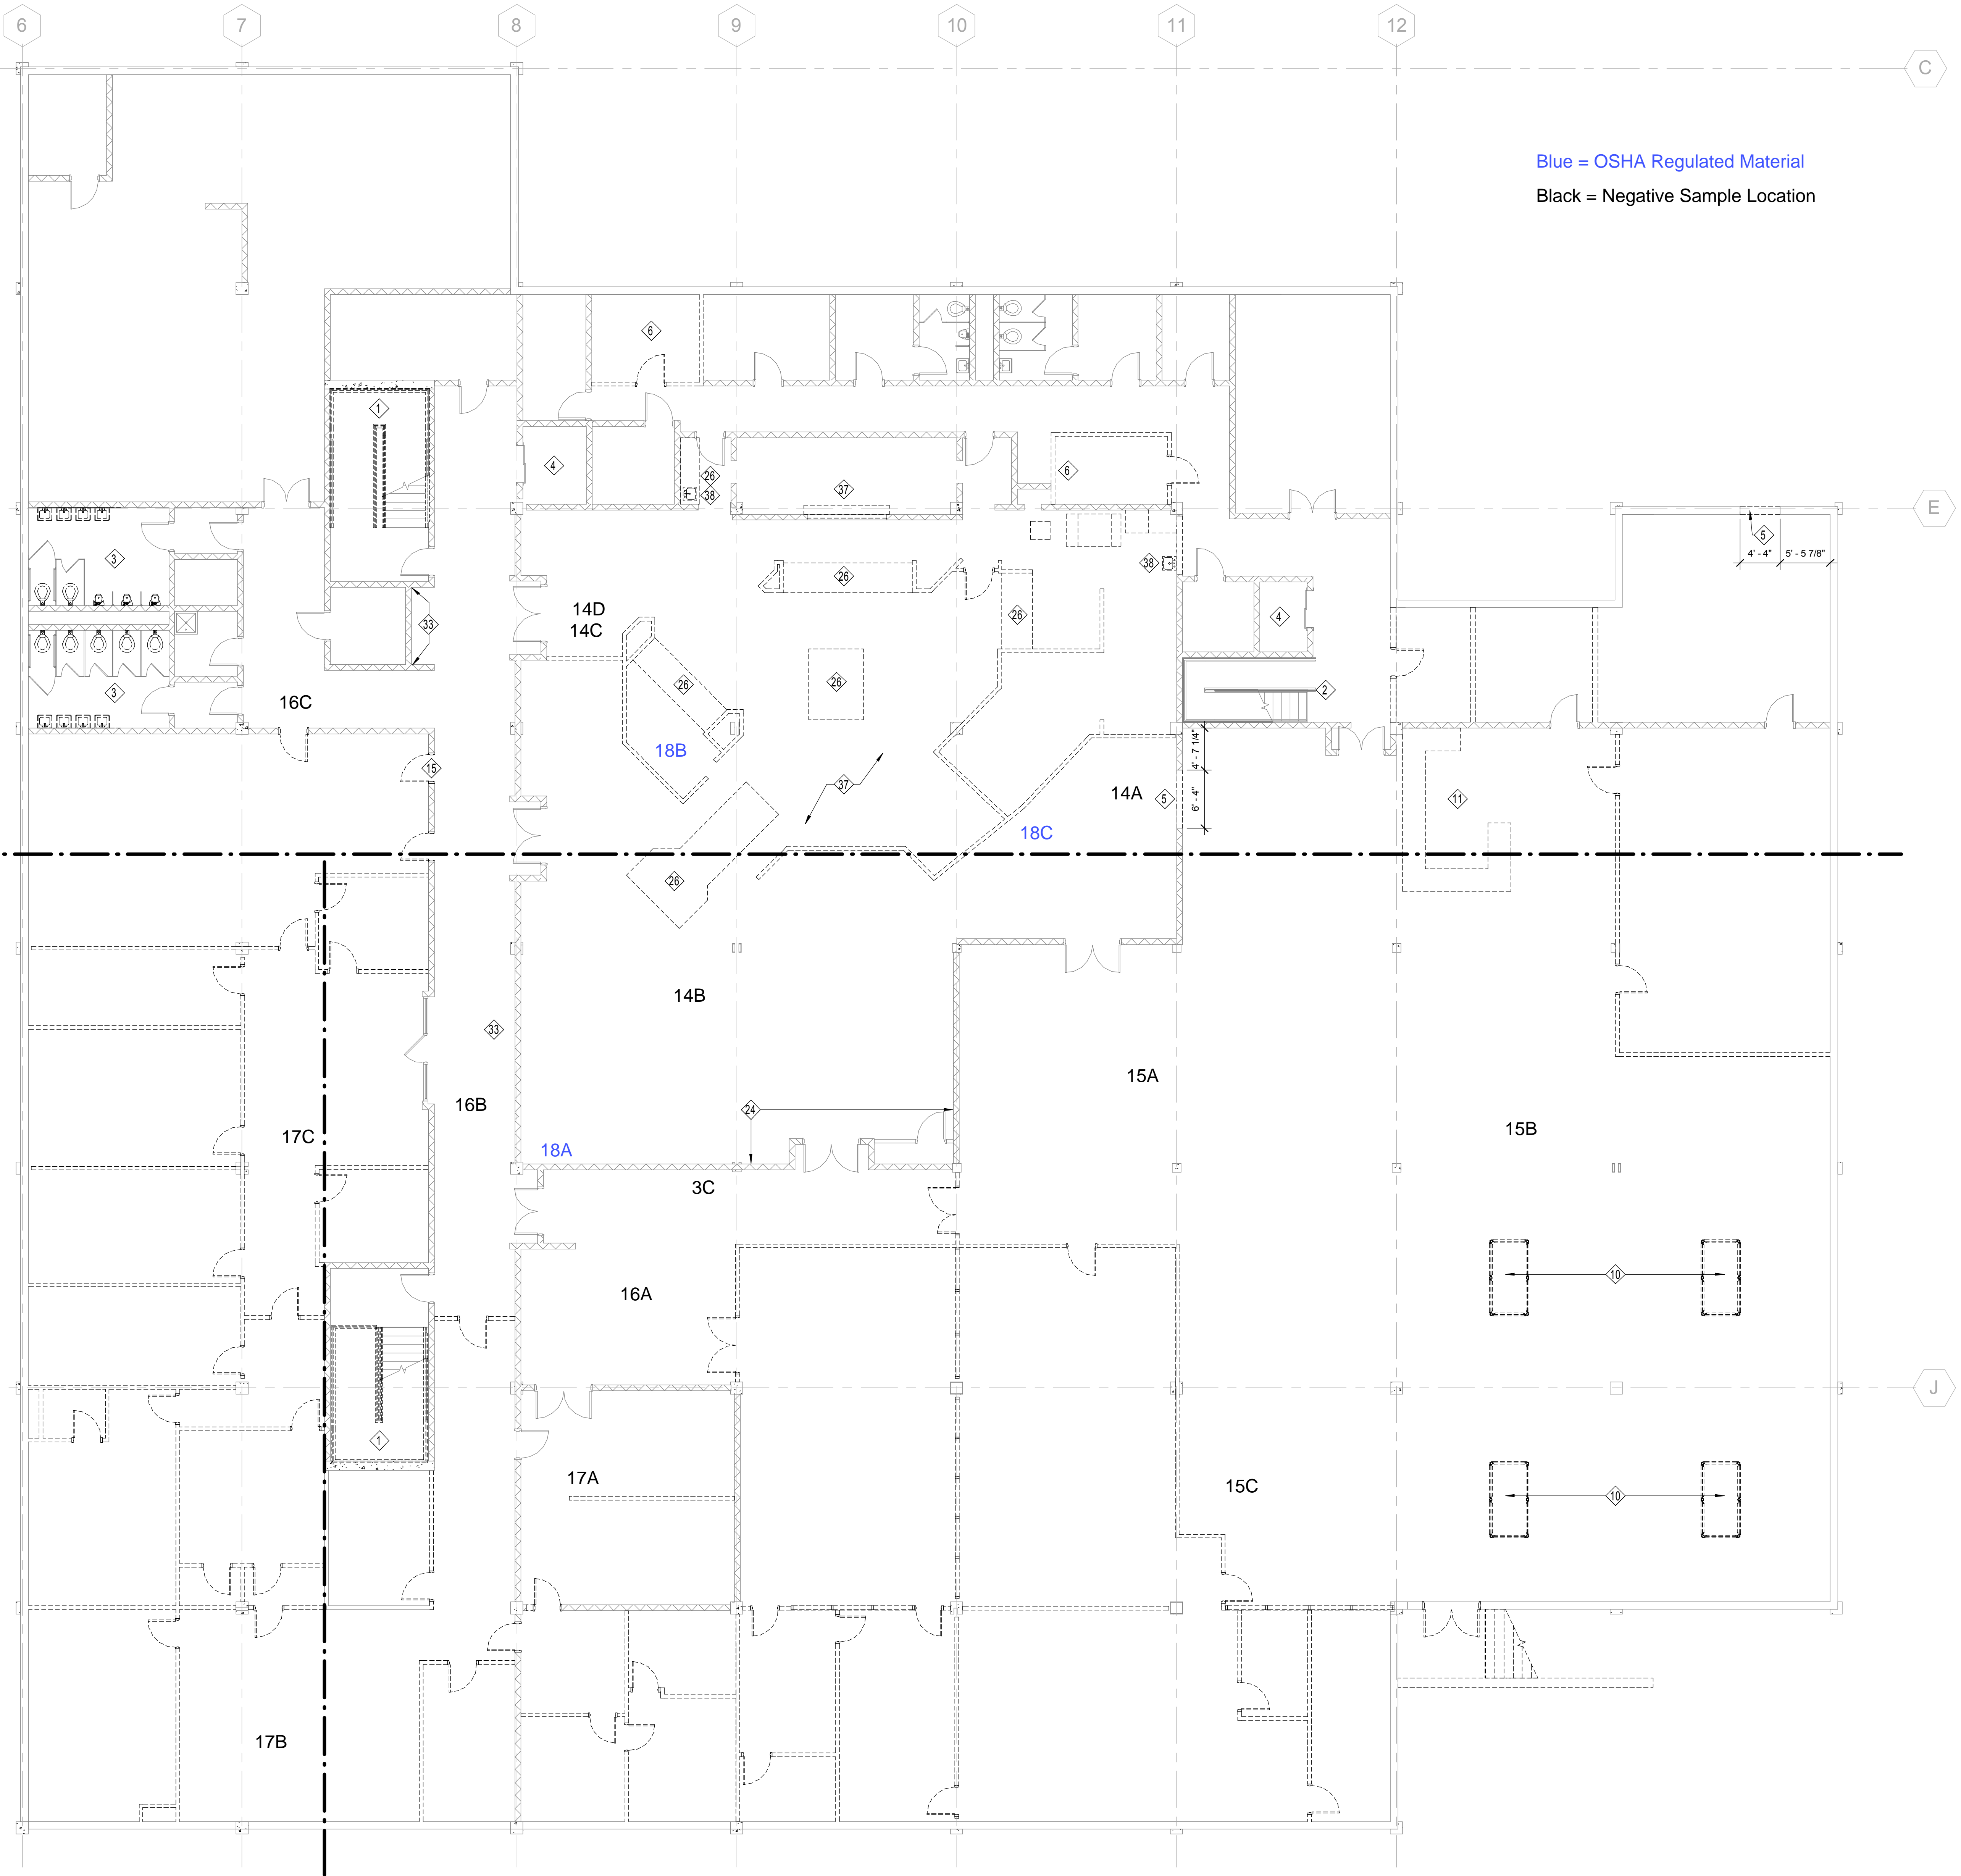 6 7 8 9 10 11 12
C
Blue = OSHA Regulated Material
Black = Negative Sample Location
6
1
4
26
38
6
37
E
5
4' - 4" 5' - 5 7/8"
3
38
26
26
14D
14C
33
4
26
26
3
2
16C
18B
4' - 7 1/4"
15
37
14A
5
6' - 4"
11
18C
26
14B
33
15A
16B
24
15B
17C
18A
3C
10
16A
J
1
17A
15C
10
17B